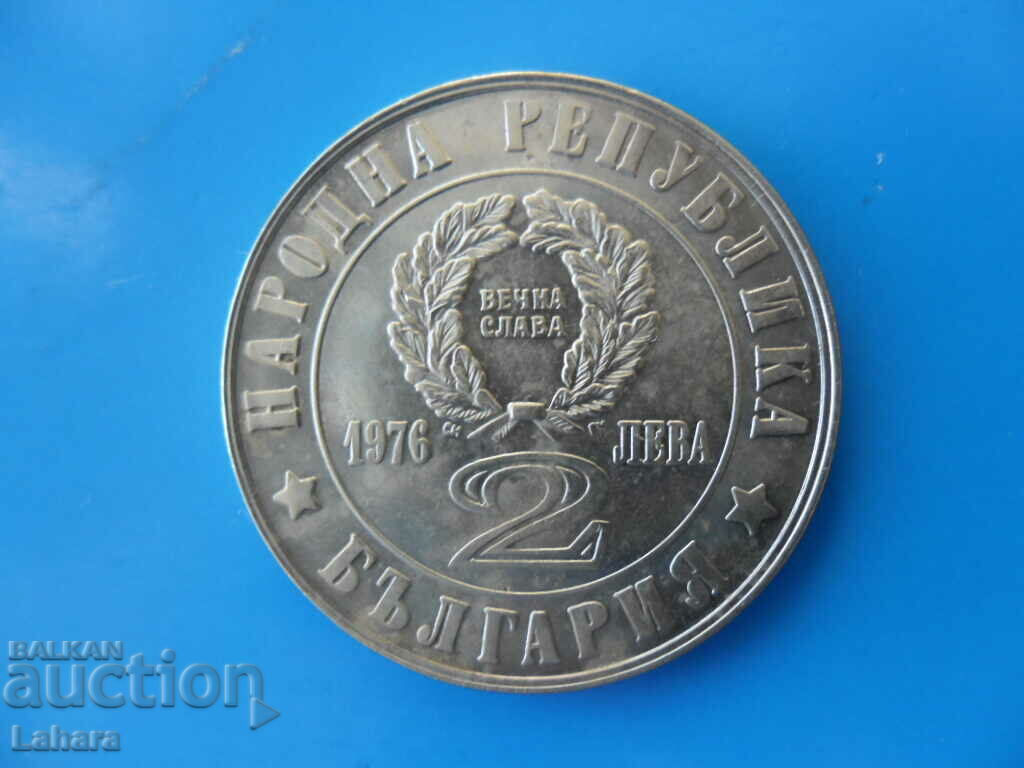 НАРОДНА РЕПУБЛИКА
ВЕЧНА
СЛАВА
1976 ЛЕВА
2
★ БЪЛГАРИЯ ★
BALKAN
auction
Lahara